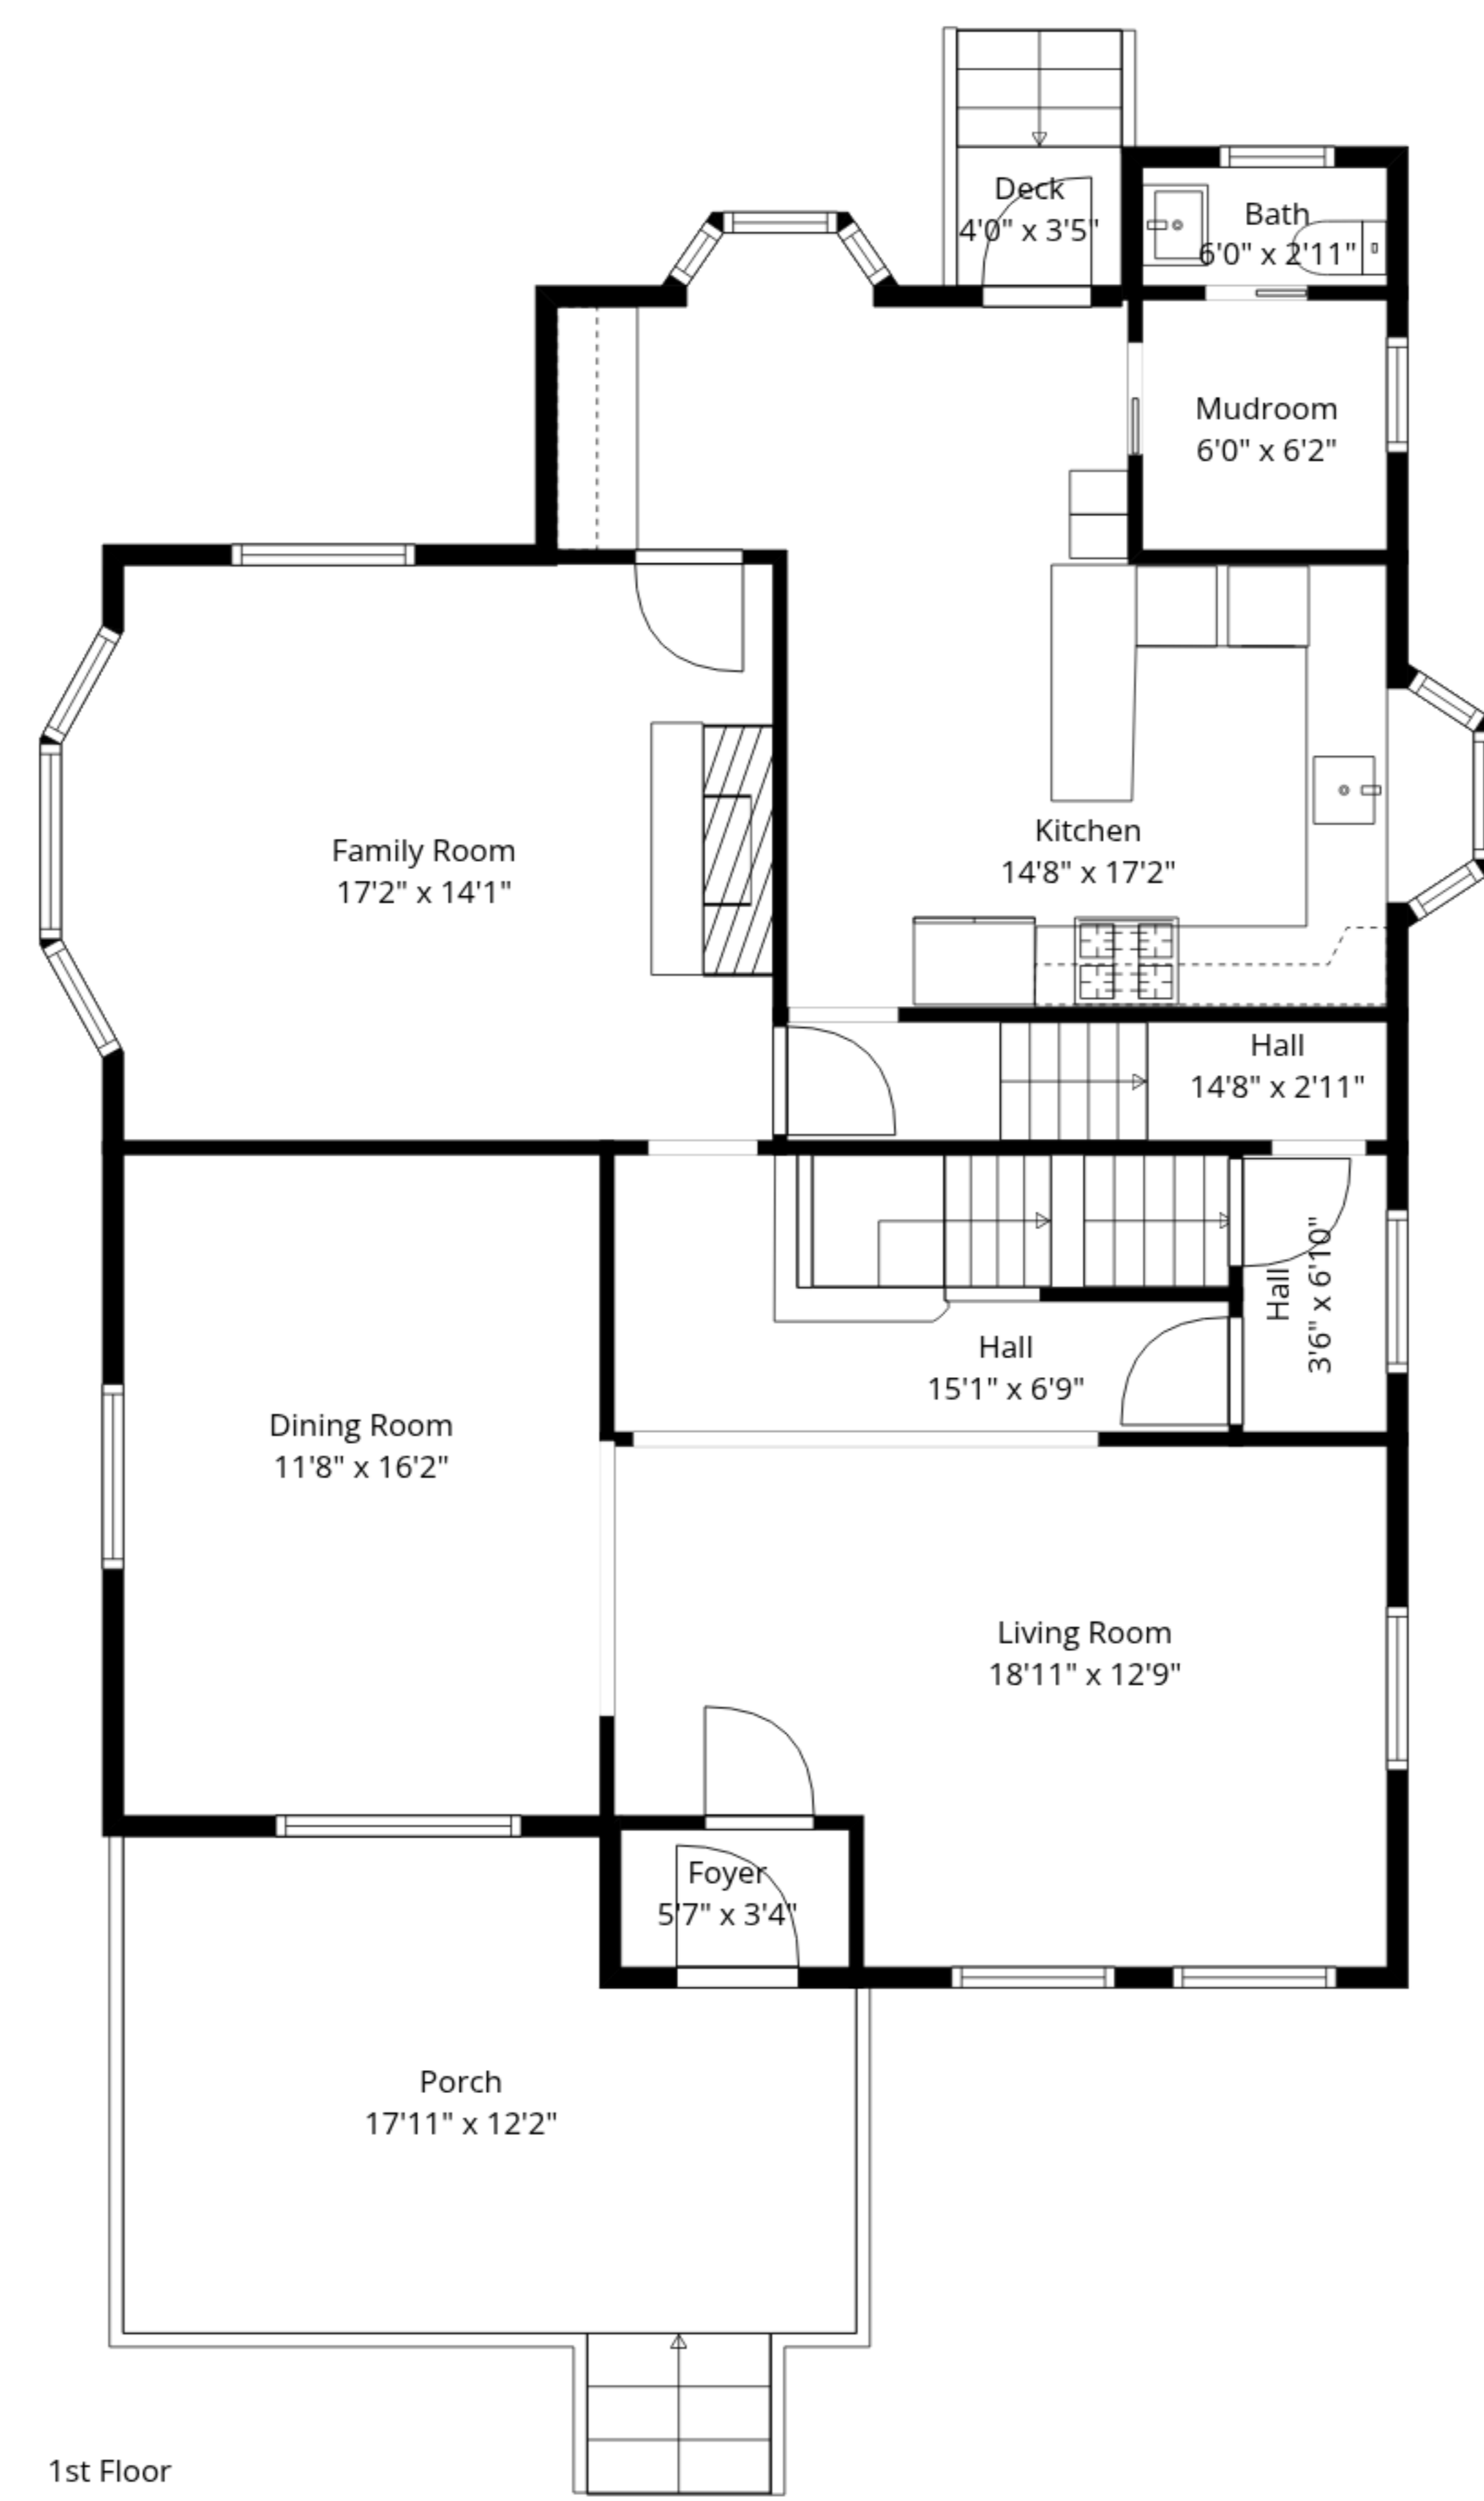 Deck
4'0" x 3'5"
Bath
6'0" x 2'11"
Mudroom
6'0" x 6'2"
Kitchen
14'8" x 17'2"
Family Room
17'2" x 14'1"
Hall
14'8" x 2'11"
Hall
3'6" x 6'10"
Hall
15'1" x 6'9"
Dining Room
11'8" x 16'2"
Living Room
18'11" x 12'9"
Foyer
5'7" x 3'4"
Porch
17'11" x 12'2"
1st Floor